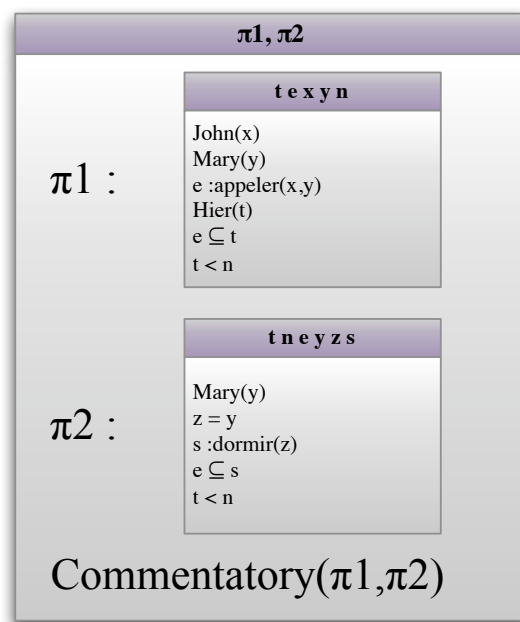 π1, π2
t e x y n
π1 :
John(x)
Mary(y)
e :appeler(x,y)
Hier(t)
e ⊆ t
t < n
t n e y z s
π2 :
Mary(y)
z = y
s :dormir(z)
e ⊆ s
t < n
Commentatory(π1,π2)